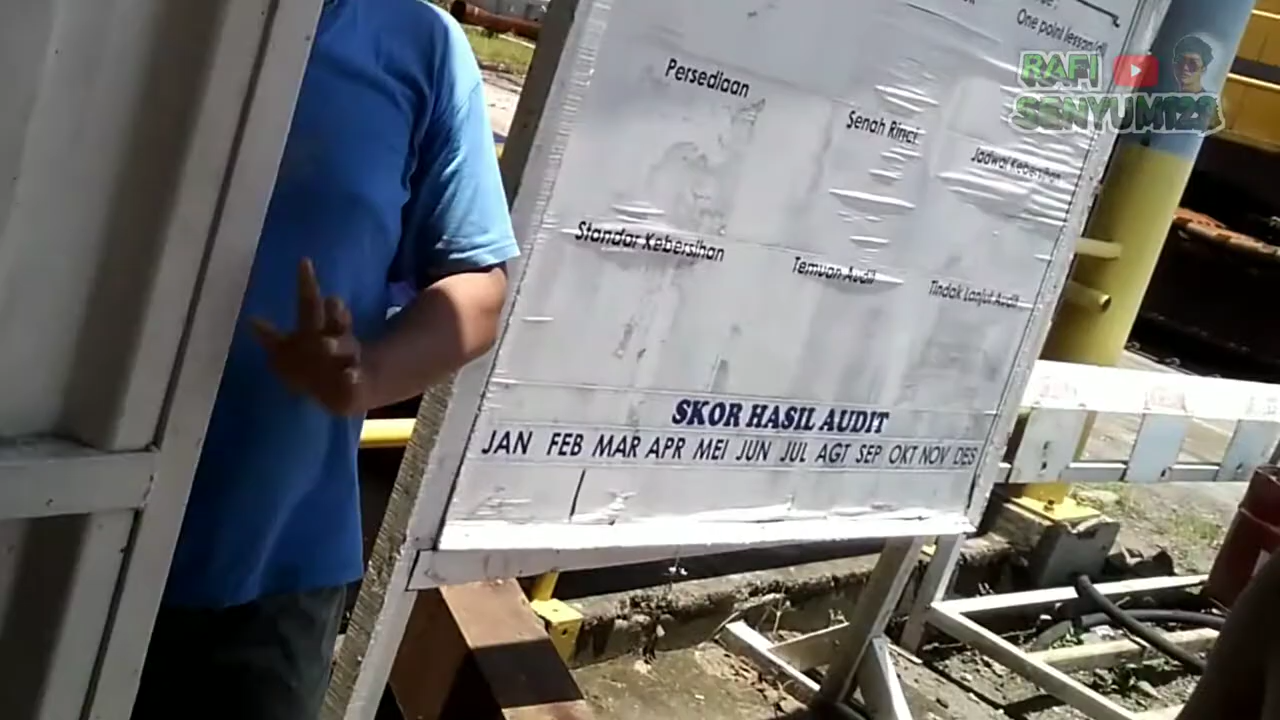 One point lesson
RAFI
SENYUM123
Persediaan
Senah Rinci
Jadwal Kebersihan
Standar Kebersihan
Temuan Audit
Tindak Lanjut Audit
SKOR HASIL AUDIT
JAN FEB MAR APR MEI JUN JUL AGT SEP OKT NOV DES